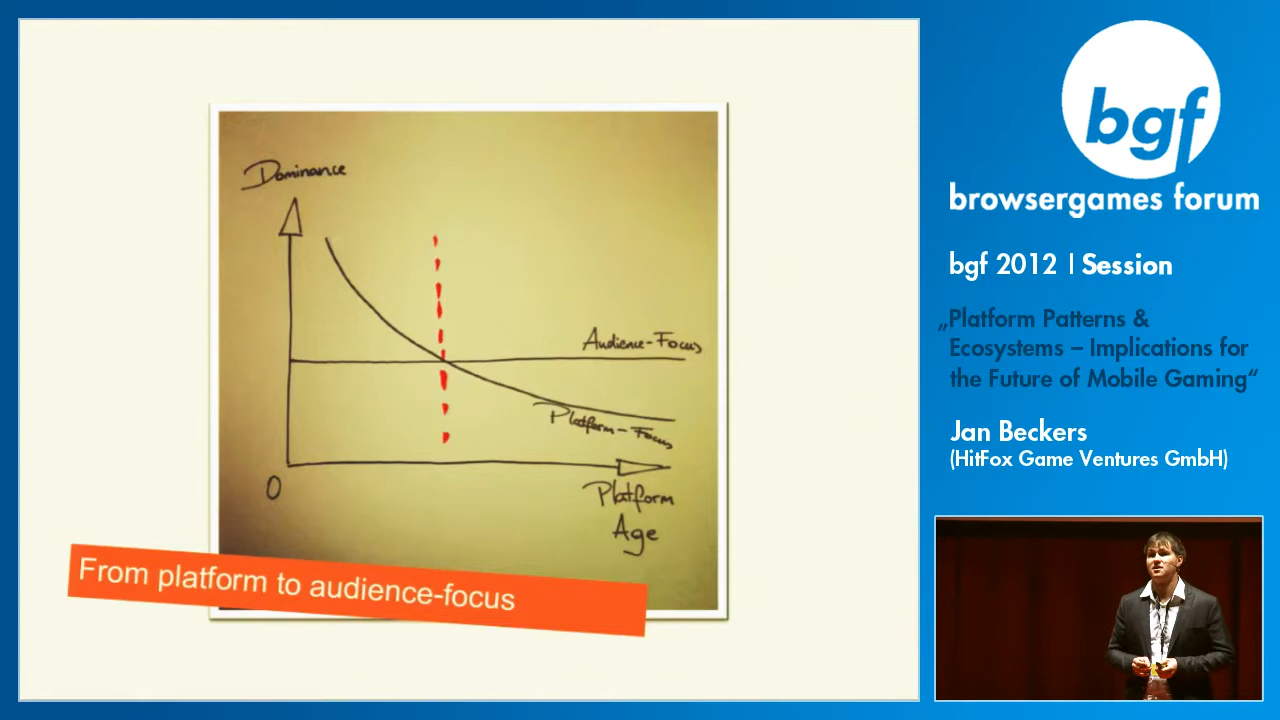 Dominance
Audience-Focus
Platform-Focus
0
Platform
Age
From platform to audience-focus
bgf
browsergames forum
bgf 2012 | Session
„Platform Patterns &
Ecosystems – Implications for
the Future of Mobile Gaming“
Jan Beckers
(HitFox Game Ventures GmbH)